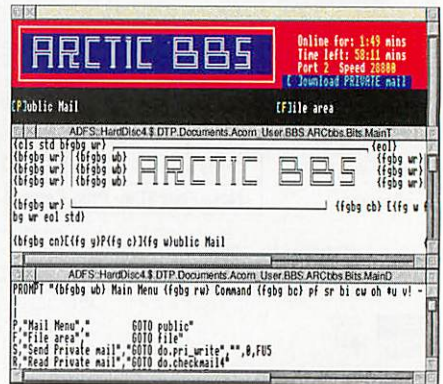 ARCTIC BBS
Online for: 1:49 mins
Time left: 58:11 mins
Port 2 Speed 28800
[ Download PRIVATE mail
[P]ublic Mail [F]ile area
ADFS::HardDisc4.$.DTP.Documents.Acorn_User.BBS.ARCbbs.Bits.MainT
{cls std bfgbg wr} {eol}
{bfgbg wr} {bfgbg wb} {fgbg wr}
{bfgbg wr} {bfgbg wb} ARCTIC BBS {fgbg wr}
{bfgbg wr} {bfgbg wb} {fgbg wr}
{bfgbg wr} {fgbg cb} [{fg w f
bg wr eol std}
{bfgbg cn}[{fg y}P{fg c}]{fg w}ublic Mail
ADFS::HardDisc4.$.DTP.Documents.Acorn_User.BBS.ARCbbs.Bits.MainD
PROMPT "{bfgbg wb} Main Menu {fgbg rw} Command {fgbg bc} pf sr bi cw oh *u v! -
P,"Mail Menu"," GOTO public"
F,"File area"," GOTO file"
S,"Send Private mail","GOTO do.pri_write","",0,FU5
R,"Read Private mail","GOTO do.checkmail4"